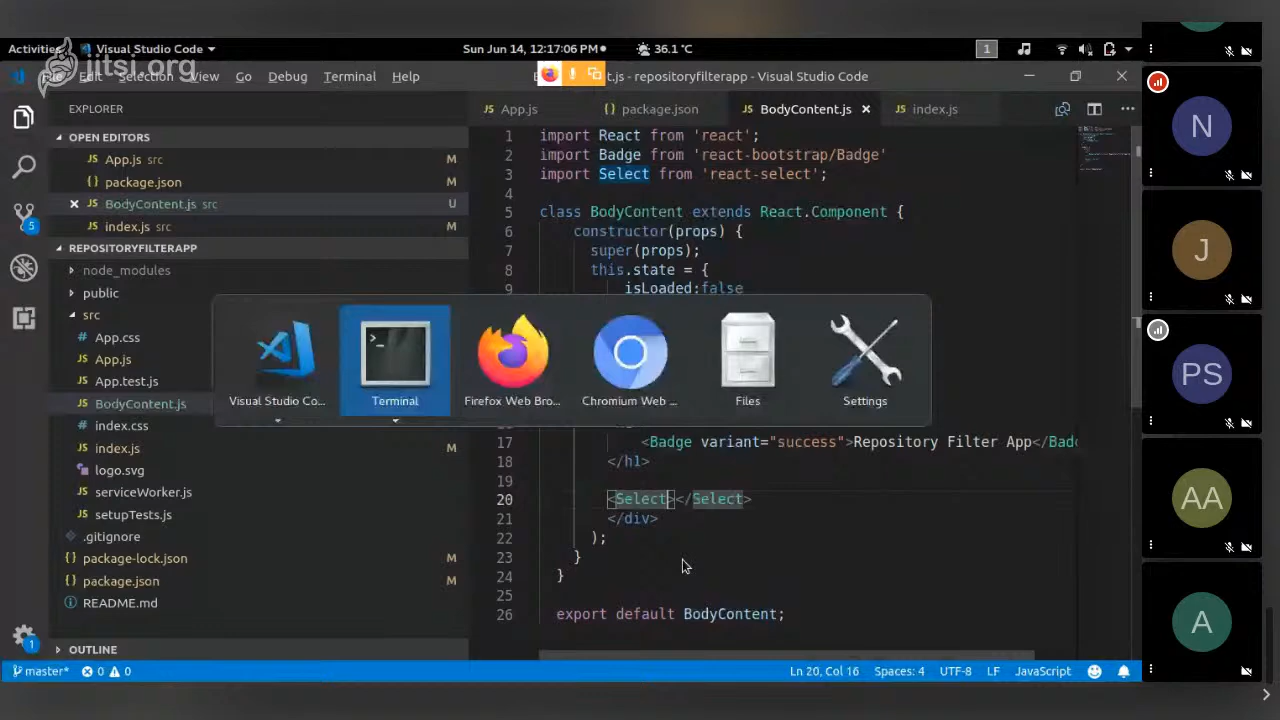 Activities
Visual Studio Code
Sun Jun 14, 12:17:06 PM
36.1 °C
1
jitsi.org
File Edit Selection View Go Debug Terminal Help
t.js - repositoryfilterapp - Visual Studio Code
EXPLORER
App.js
package.json
BodyContent.js
index.js
OPEN EDITORS
App.js src M
package.json M
BodyContent.js src U
index.js src M
REPOSITORYFILTERAPP
node_modules
public
src
App.css
App.js
App.test.js
BodyContent.js
index.css
index.js M
logo.svg
serviceWorker.js
setupTests.js
.gitignore
package-lock.json M
package.json M
README.md
OUTLINE
5
1
1 import React from 'react';
2 import Badge from 'react-bootstrap/Badge'
3 import Select from 'react-select';
4
5 class BodyContent extends React.Component {
6 constructor(props) {
7 super(props);
8 this.state = {
9 isLoaded:false
Visual Studio Co...
Terminal
Firefox Web Bro...
Chromium Web ...
Files
Settings
17 <Badge variant="success">Repository Filter App</Bad
18 </h1>
19
20 <Select></Select>
21 </div>
22 );
23 }
24 }
25
26 export default BodyContent;
master* 0 0
Ln 20, Col 16
Spaces: 4
UTF-8
LF
JavaScript
N
J
PS
AA
A